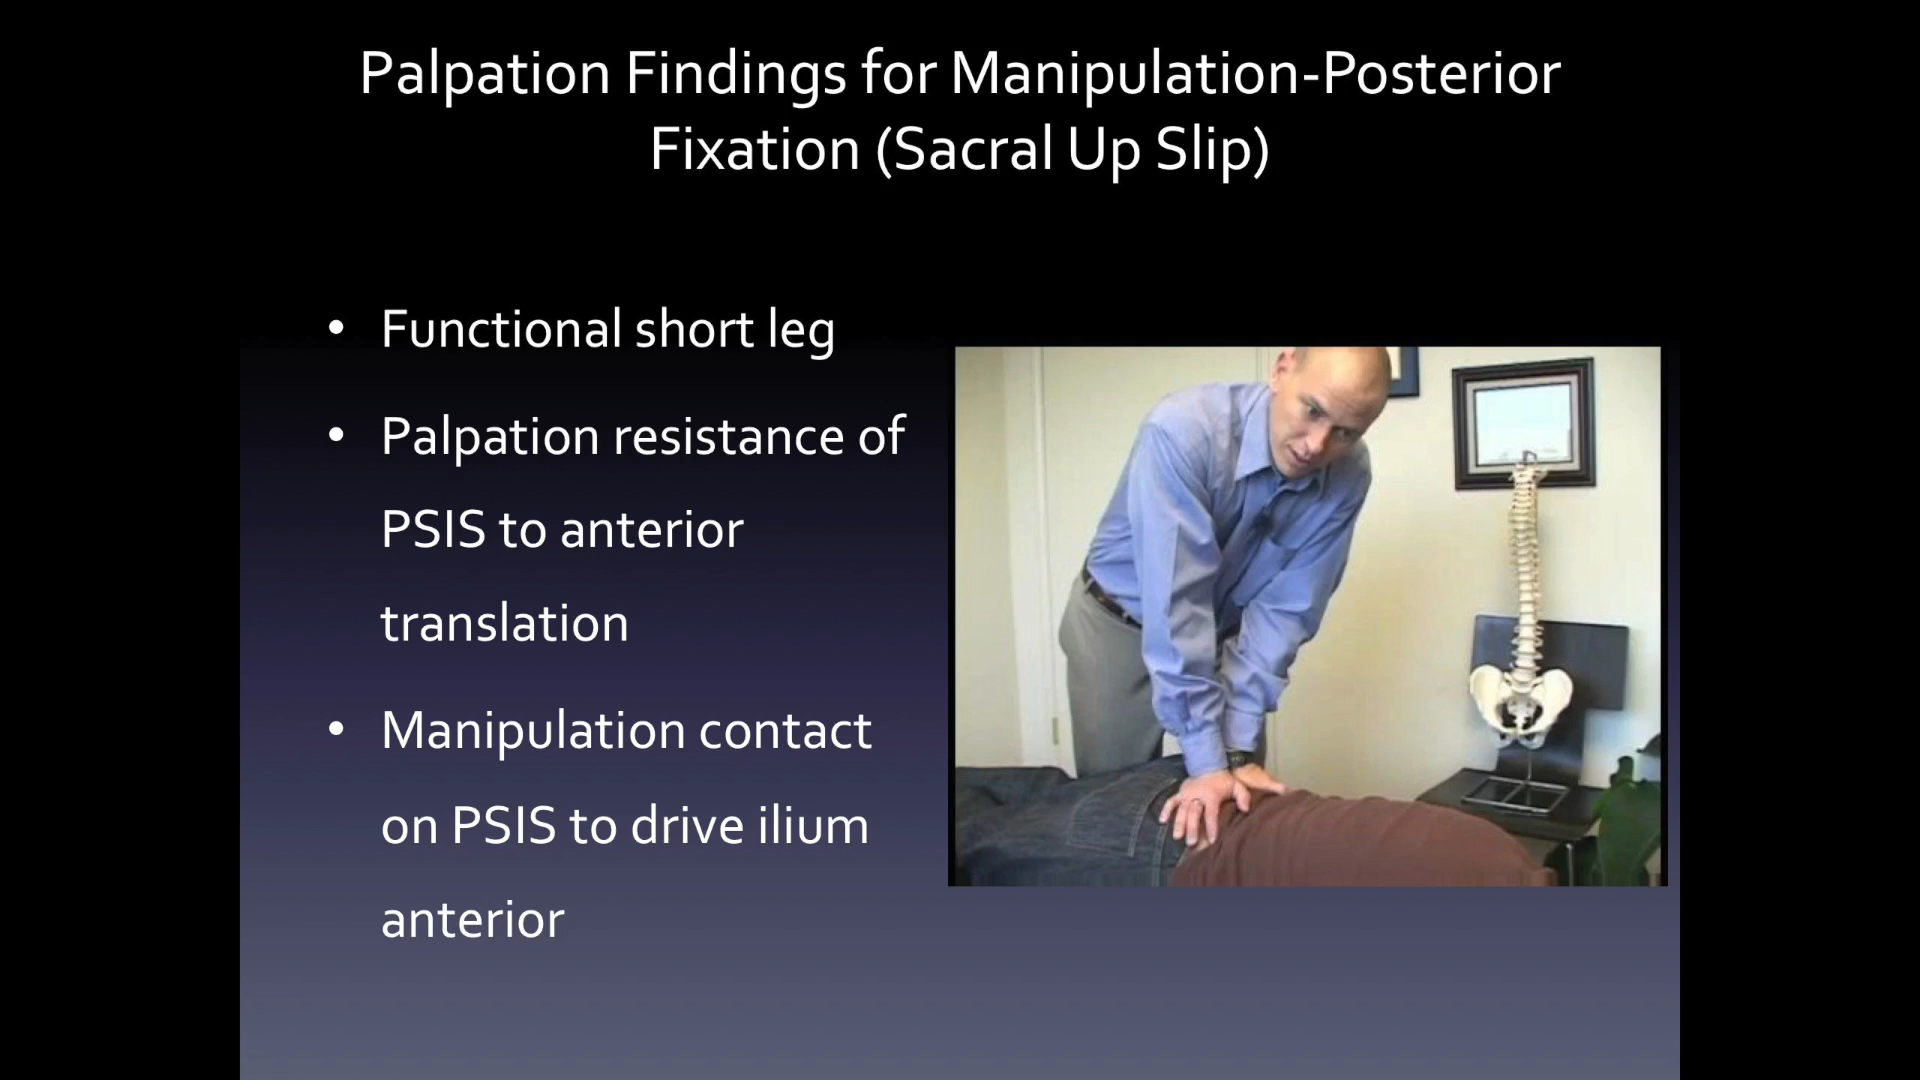 Palpation Findings for Manipulation-Posterior
Fixation (Sacral Up Slip)
• Functional short leg
• Palpation resistance of
PSIS to anterior
translation
• Manipulation contact
on PSIS to drive ilium
anterior